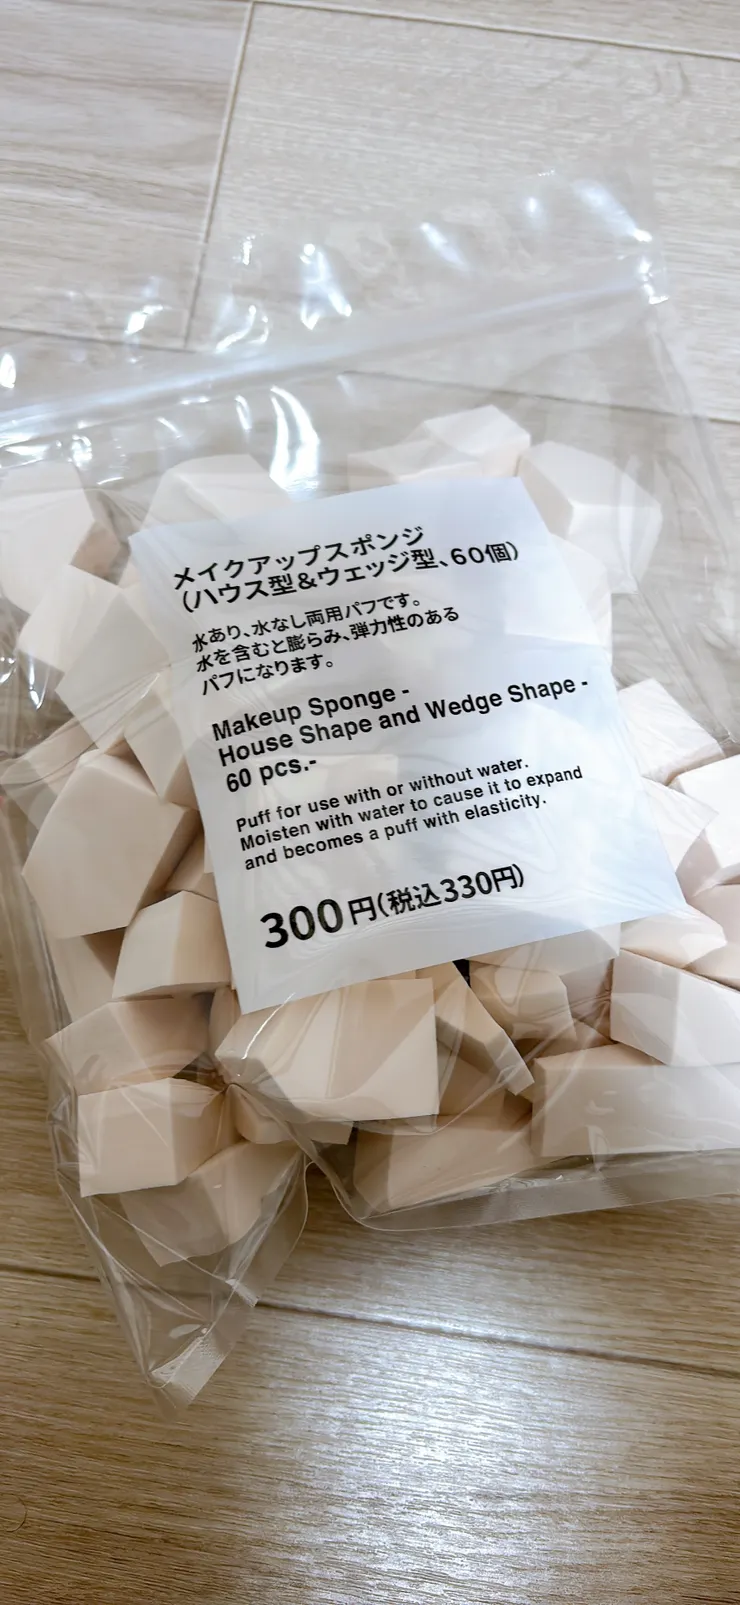 メイクアップスポンジ
（ハウス型＆ウェッジ型、６０個）
水あり、水なし両用パフです。
水を含むと膨らみ、弾力性のある
パフになります。
Makeup Sponge -
House Shape and Wedge Shape -
60 pcs.-
Puff for use with or without water.
Moisten with water to cause it to expand
and becomes a puff with elasticity.
300円（税込330円）